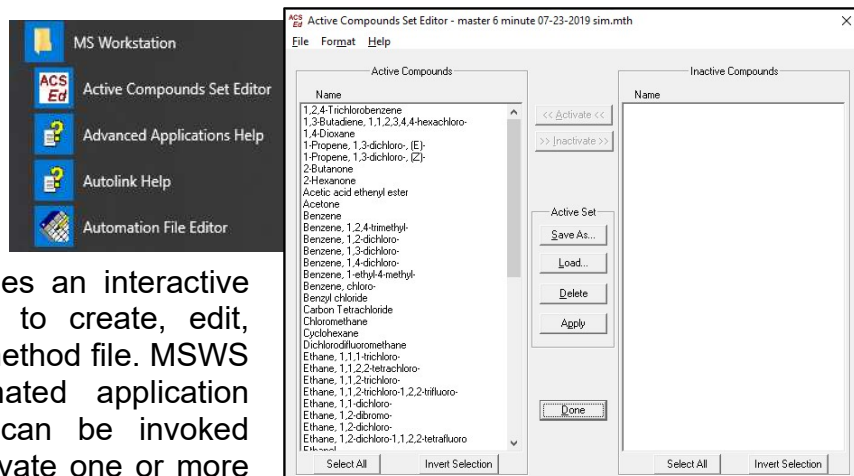 MS Workstation
ACS Ed Active Compounds Set Editor
Advanced Applications Help
Autolink Help
Automation File Editor
es an interactive
to create, edit,
nethod file. MSWS
nated application
can be invoked
vate one or more
ACS Ed Active Compounds Set Editor - master 6 minute 07-23-2019 sim.mth
File Format Help
Active Compounds
Name
1,2,4-Trichlorobenzene
1,3-Butadiene, 1,1,2,3,4,4-hexachloro-
1,4-Dioxane
1-Propene, 1,3-dichloro-, (E)-
1-Propene, 1,3-dichloro-, (Z)-
2-Butanone
2-Hexanone
Acetic acid ethenyl ester
Acetone
Benzene
Benzene, 1,2,4-trimethyl-
Benzene, 1,2-dichloro-
Benzene, 1,3-dichloro-
Benzene, 1,4-dichloro-
Benzene, 1-ethyl-4-methyl-
Benzene, chloro-
Benzyl chloride
Carbon Tetrachloride
Chloromethane
Cyclohexane
Dichlorodifluoromethane
Ethane, 1,1,1-trichloro-
Ethane, 1,1,2,2-tetrachloro-
Ethane, 1,1,2-trichloro-
Ethane, 1,1,2-trichloro-1,2,2-trifluoro-
Ethane, 1,1-dichloro-
Ethane, 1,2-dibromo-
Ethane, 1,2-dichloro-
Ethane, 1,2-dichloro-1,1,2,2-tetrafluoro
Ethanol
Select All Invert Selection
<< Activate <<
>> Inactivate >>
Active Set
Save As...
Load...
Delete
Apply
Done
Inactive Compounds
Name
Select All Invert Selection